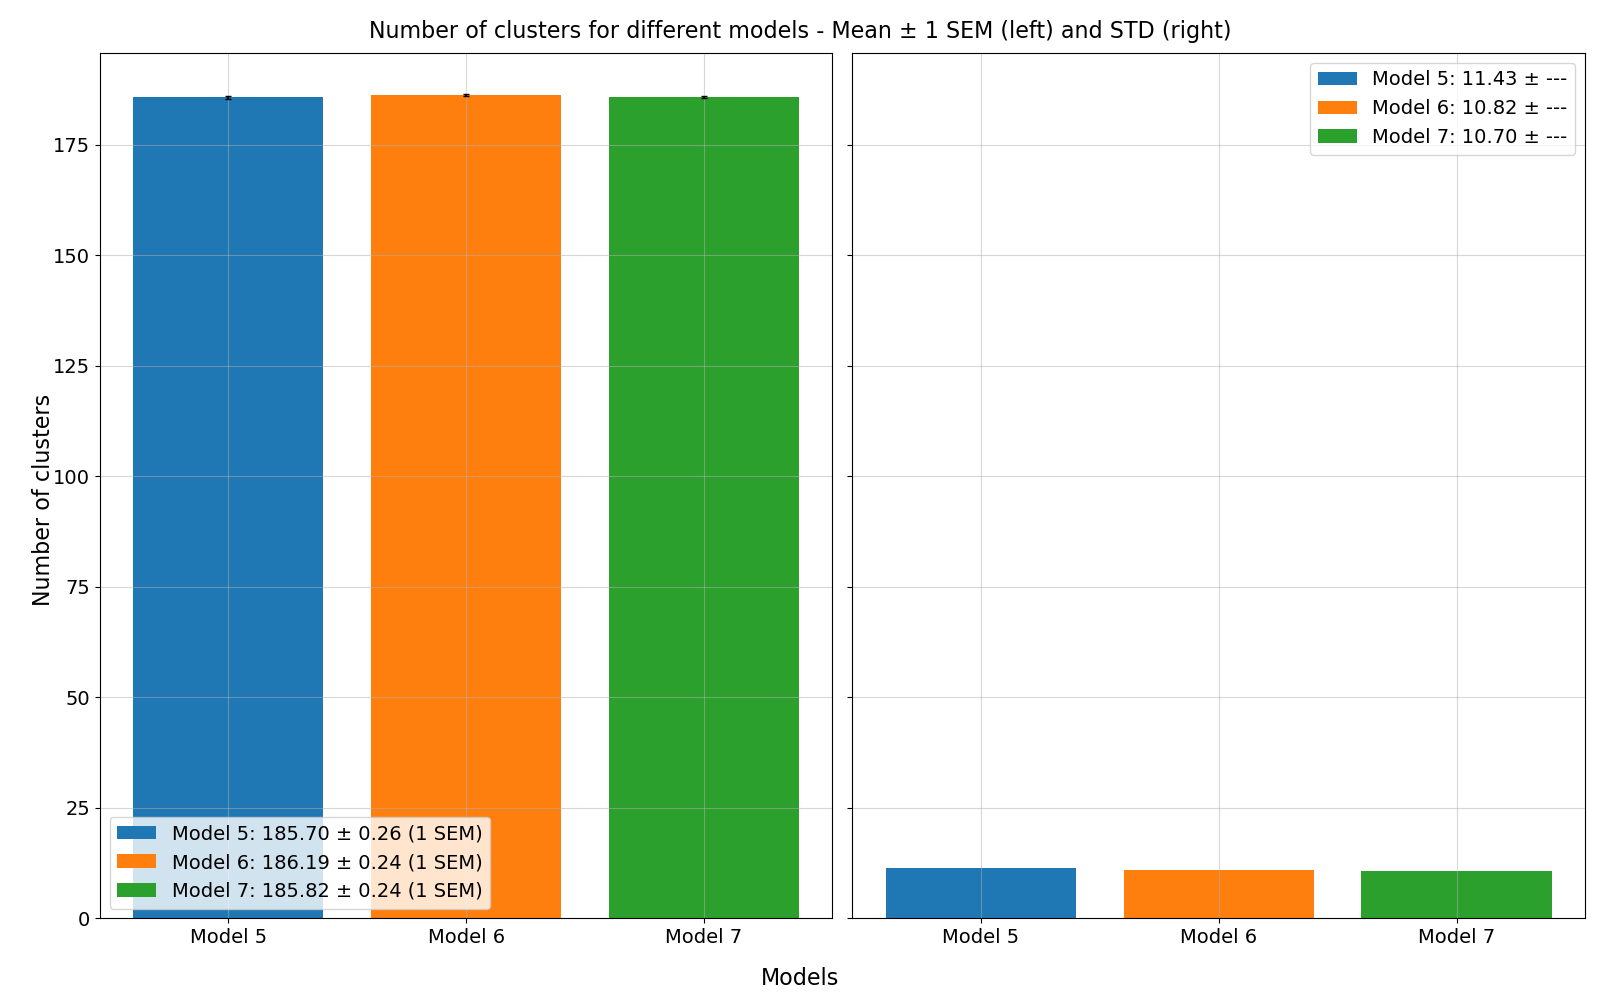 Number of clusters for different models - Mean ± 1 SEM (left) and STD (right)
Number of clusters
175
150
125
100
75
50
25
0
Model 5: 185.70 ± 0.26 (1 SEM)
Model 6: 186.19 ± 0.24 (1 SEM)
Model 7: 185.82 ± 0.24 (1 SEM)
Model 5
Model 6
Model 7
Model 5: 11.43 ± ---
Model 6: 10.82 ± ---
Model 7: 10.70 ± ---
Model 5
Model 6
Model 7
Models